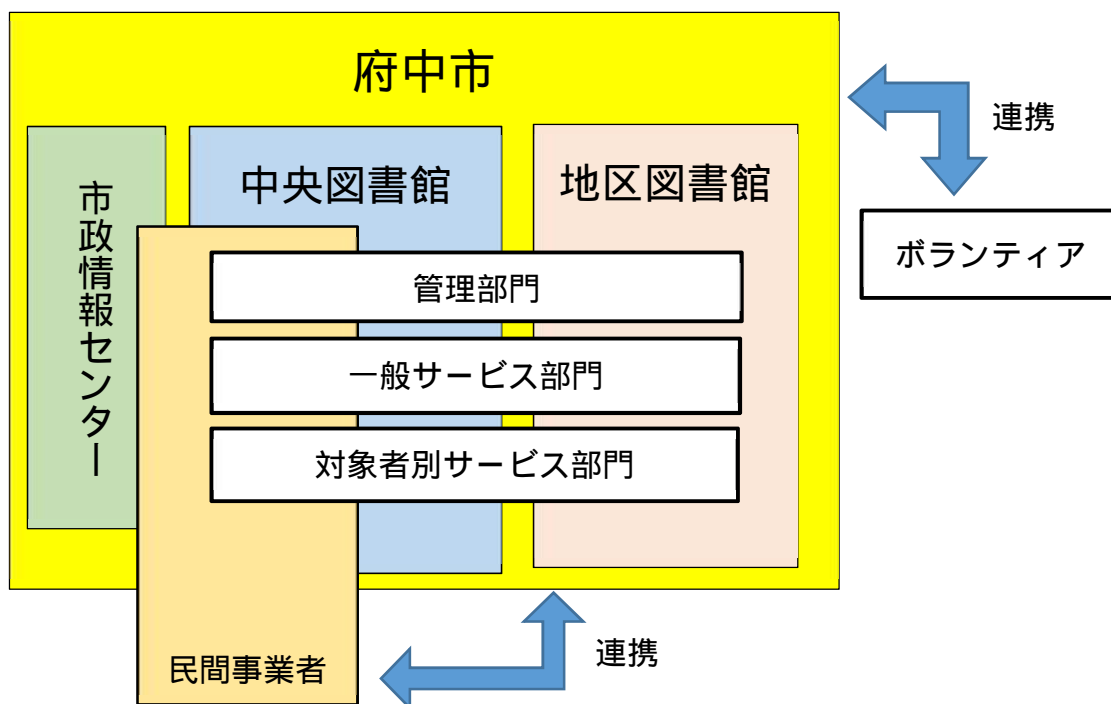 府中市
市政情報センター
中央図書館
地区図書館
管理部門
一般サービス部門
対象者別サービス部門
民間事業者
連携
ボランティア
連携